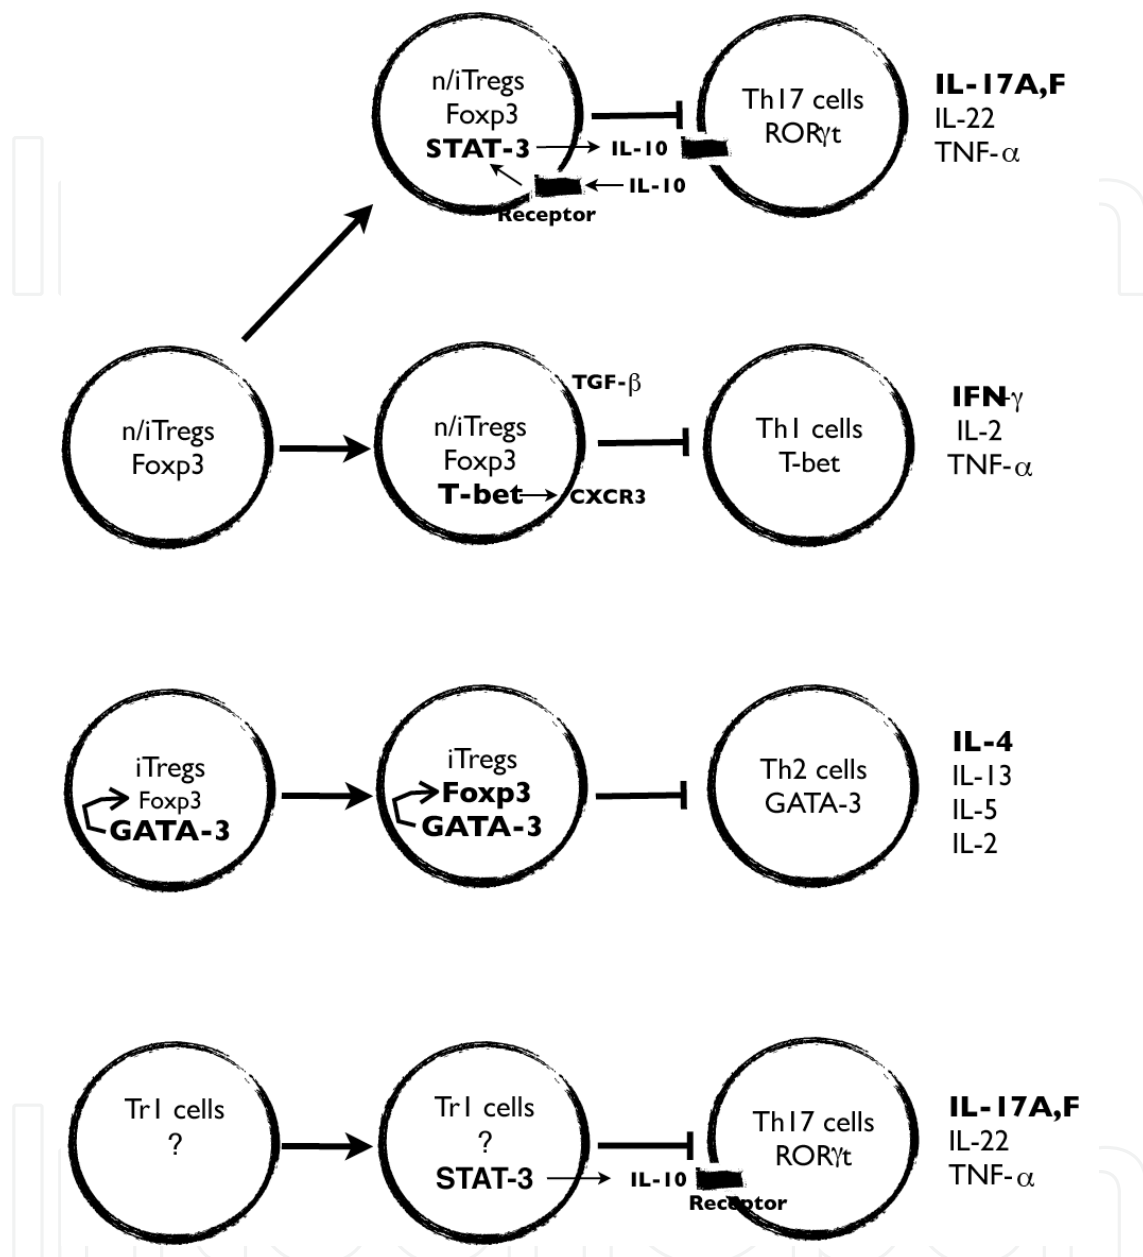 n/iTregs
Foxp3
STAT-3
IL-10
IL-10
Receptor
Th17 cells
RORγt
IL-17A,F
IL-22
TNF-α
n/iTregs
Foxp3
n/iTregs
Foxp3
T-bet
TGF-β
CXCR3
Th1 cells
T-bet
IFN-γ
IL-2
TNF-α
iTregs
Foxp3
GATA-3
iTregs
Foxp3
GATA-3
Th2 cells
GATA-3
IL-4
IL-13
IL-5
IL-2
Tr1 cells
?
Tr1 cells
?
STAT-3
IL-10
Receptor
Th17 cells
RORγt
IL-17A,F
IL-22
TNF-α